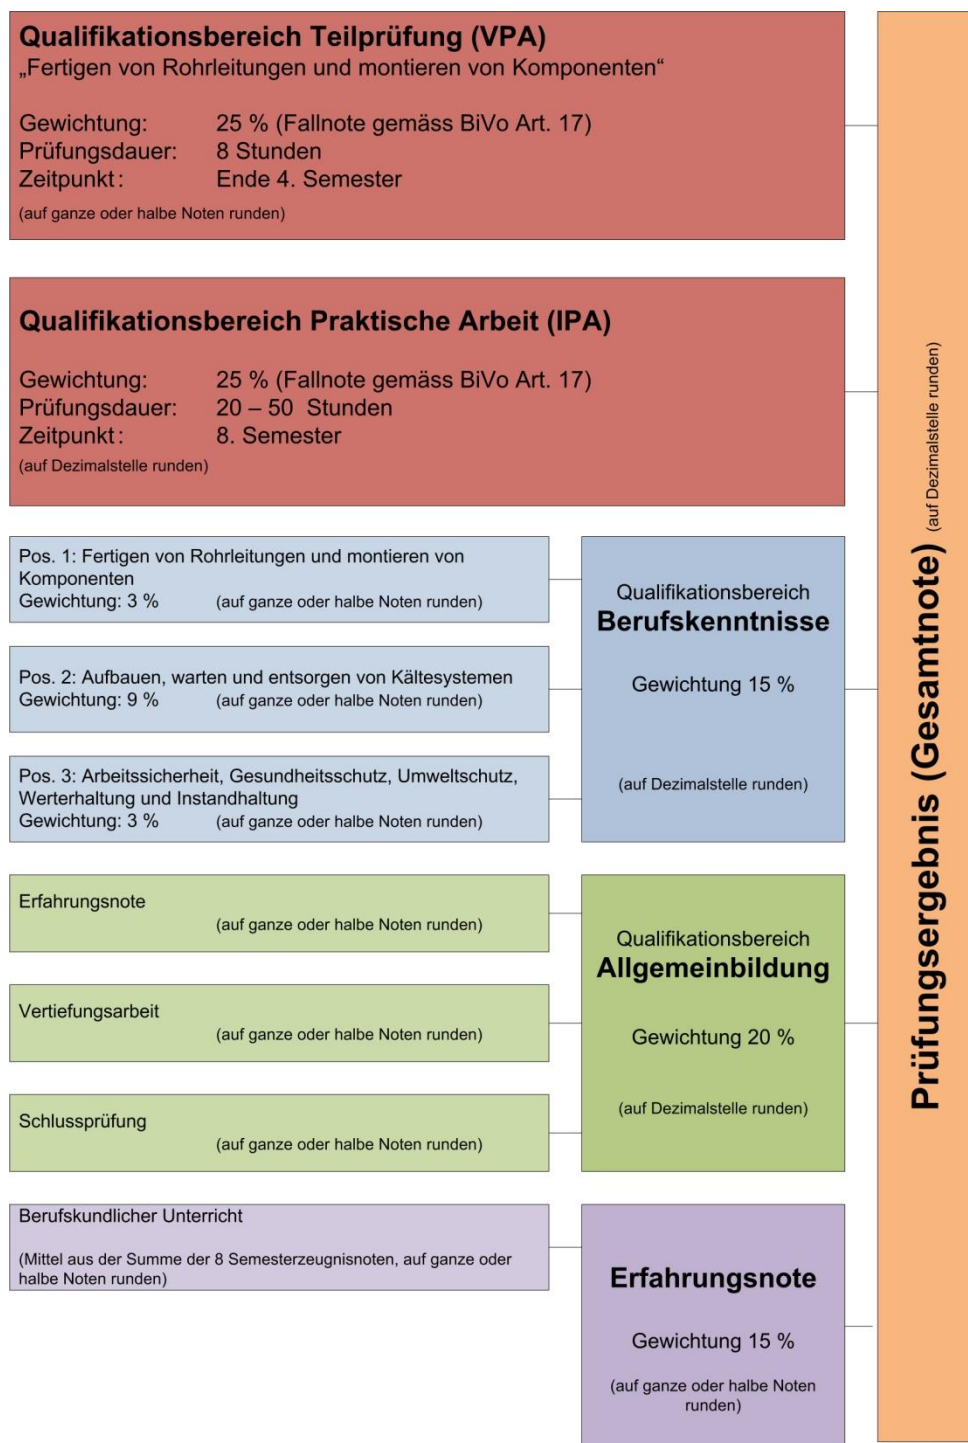 Qualifikationsbereich Teilprüfung (VPA)
„Fertigen von Rohrleitungen und montieren von Komponenten“
Gewichtung: 25 % (Fallnote gemäss BiVo Art. 17)
Prüfungsdauer: 8 Stunden
Zeitpunkt: Ende 4. Semester
(auf ganze oder halbe Noten runden)
Qualifikationsbereich Praktische Arbeit (IPA)
Gewichtung: 25 % (Fallnote gemäss BiVo Art. 17)
Prüfungsdauer: 20 – 50 Stunden
Zeitpunkt: 8. Semester
(auf Dezimalstelle runden)
Pos. 1: Fertigen von Rohrleitungen und montieren von
Komponenten
Gewichtung: 3 % (auf ganze oder halbe Noten runden)
Pos. 2: Aufbauen, warten und entsorgen von Kältesystemen
Gewichtung: 9 % (auf ganze oder halbe Noten runden)
Pos. 3: Arbeitssicherheit, Gesundheitsschutz, Umweltschutz,
Werterhaltung und Instandhaltung
Gewichtung: 3 % (auf ganze oder halbe Noten runden)
Qualifikationsbereich
Berufskenntnisse
Gewichtung 15 %
(auf Dezimalstelle runden)
Erfahrungsnote
(auf ganze oder halbe Noten runden)
Vertiefungsarbeit
(auf ganze oder halbe Noten runden)
Schlussprüfung
(auf ganze oder halbe Noten runden)
Qualifikationsbereich
Allgemeinbildung
Gewichtung 20 %
(auf Dezimalstelle runden)
Berufskundlicher Unterricht
(Mittel aus der Summe der 8 Semesterzeugnisnoten, auf ganze oder
halbe Noten runden)
Erfahrungsnote
Gewichtung 15 %
(auf ganze oder halbe Noten
runden)
Prüfungsergebnis (Gesamtnote) (auf Dezimalstelle runden)